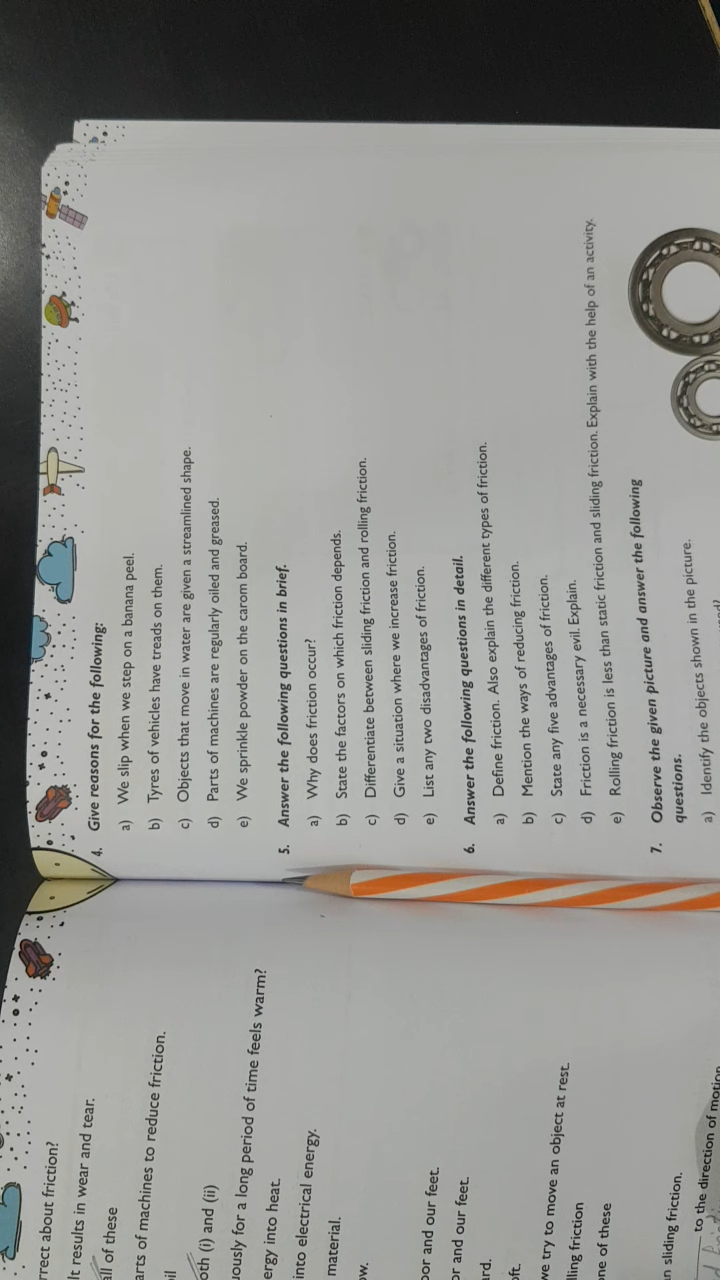 rrect about friction?
It results in wear and tear.
all of these
arts of machines to reduce friction.
oth (i) and (ii)
uously for a long period of time feels warm?
ergy into heat.
into electrical energy.
material.
ow.
oor and our feet.
or and our feet.
rd.
oft.
ve try to move an object at rest.
lling friction
ne of these
n sliding friction.
to the direction of motion
4. Give reasons for the following:
a) We slip when we step on a banana peel.
b) Tyres of vehicles have treads on them.
c) Objects that move in water are given a streamlined shape.
d) Parts of machines are regularly oiled and greased.
e) We sprinkle powder on the carom board.
5. Answer the following questions in brief.
a) Why does friction occur?
b) State the factors on which friction depends.
c) Differentiate between sliding friction and rolling friction.
d) Give a situation where we increase friction.
e) List any two disadvantages of friction.
6. Answer the following questions in detail.
a) Define friction. Also explain the different types of friction.
b) Mention the ways of reducing friction.
c) State any five advantages of friction.
d) Friction is a necessary evil. Explain.
e) Rolling friction is less than static friction and sliding friction. Explain with the help of an activity.
7. Observe the given picture and answer the following
questions.
a) Identify the objects shown in the picture.